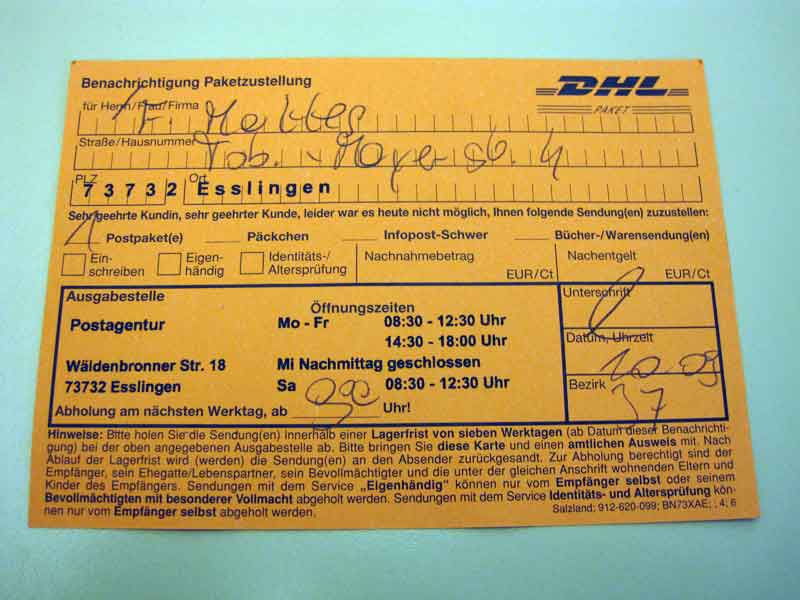 Benachrichtigung Paketzustellung
DHL
PAKET
für Herrn/Frau/Firma
Straße/Hausnummer Tob.-Mayer-St. 4
PLZ Ort
73732 Esslingen
Sehr geehrte Kundin, sehr geehrter Kunde, leider war es heute nicht möglich, Ihnen folgende Sendung(en) zuzustellen:
1 Postpaket(e) Päckchen Infopost-Schwer Bücher-/Warensendung(en)
Ein-schreiben Eigen-händig Identitäts-/Altersprüfung Nachnahmebetrag EUR/Ct Nachentgelt EUR/Ct
Ausgabestelle
Öffnungszeiten
Unterschrift
Postagentur Mo - Fr 08:30 - 12:30 Uhr
14:30 - 18:00 Uhr
Datum, Uhrzeit
Wäldenbronner Str. 18 Mi Nachmittag geschlossen
10.09
73732 Esslingen Sa 08:30 - 12:30 Uhr
Bezirk
37
Abholung am nächsten Werktag, ab 900 Uhr!
Hinweise: Bitte holen Sie die Sendung(en) innerhalb einer Lagerfrist von sieben Werktagen (ab Datum dieser Benachrichti-
gung) bei der oben angegebenen Ausgabestelle ab. Bitte bringen Sie diese Karte und einen amtlichen Ausweis mit. Nach
Ablauf der Lagerfrist wird (werden) die Sendung(en) an den Absender zurückgesandt. Zur Abholung berechtigt sind der
Empfänger, sein Ehegatte/Lebenspartner, sein Bevollmächtigter und die unter der gleichen Anschrift wohnenden Eltern und
Kinder des Empfängers. Sendungen mit dem Service „Eigenhändig" können nur vom Empfänger selbst oder seinem
Bevollmächtigten mit besonderer Vollmacht abgeholt werden. Sendungen mit dem Service Identitäts- und Altersprüfung kön-
nen nur vom Empfänger selbst abgeholt werden.
Salzland: 912-620-099; BN73XAE; ; 4; 6